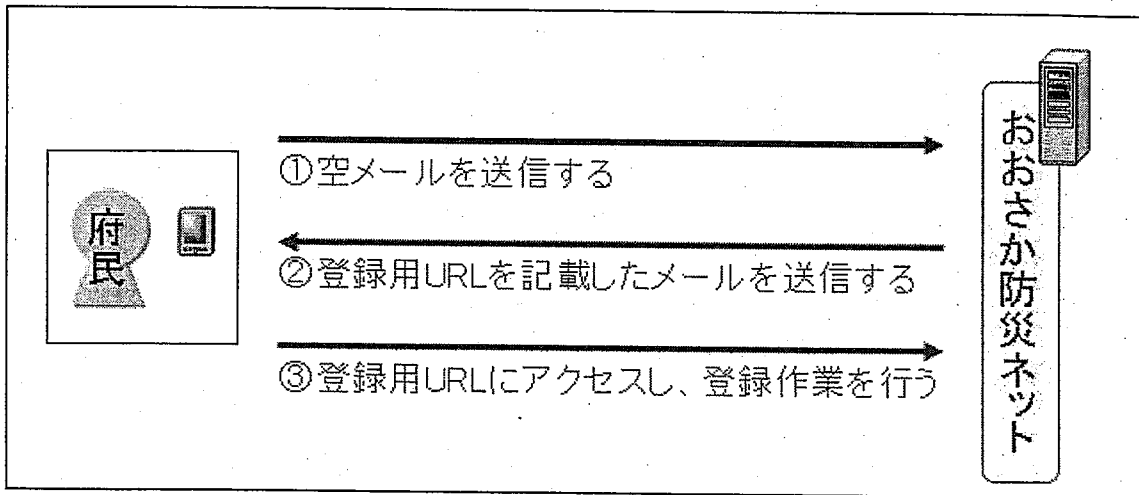 府民
①空メールを送信する
②登録用URLを記載したメールを送信する
③登録用URLにアクセスし、登録作業を行う
おおさか防災ネット